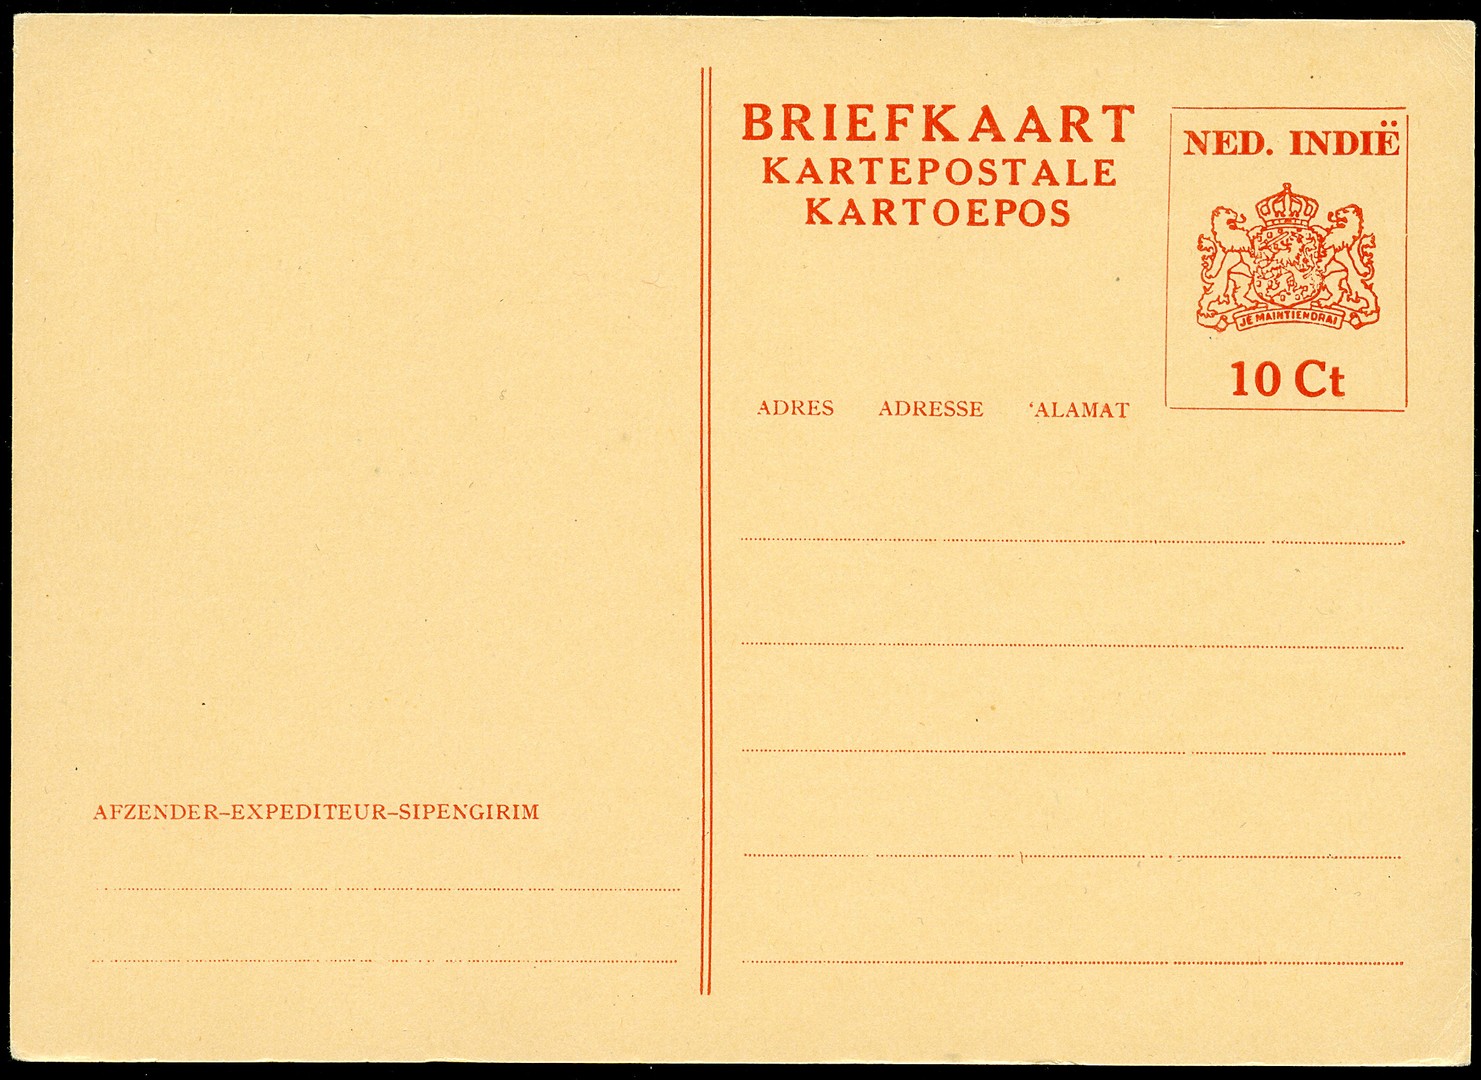 BRIEFKAART
KARTEPOSTALE
KARTOEPOS
NED. INDIË
JE MAINTIENDRAI
10 Ct
ADRES ADRESSE 'ALAMAT
AFZENDER–EXPEDITEUR–SIPENGIRIM